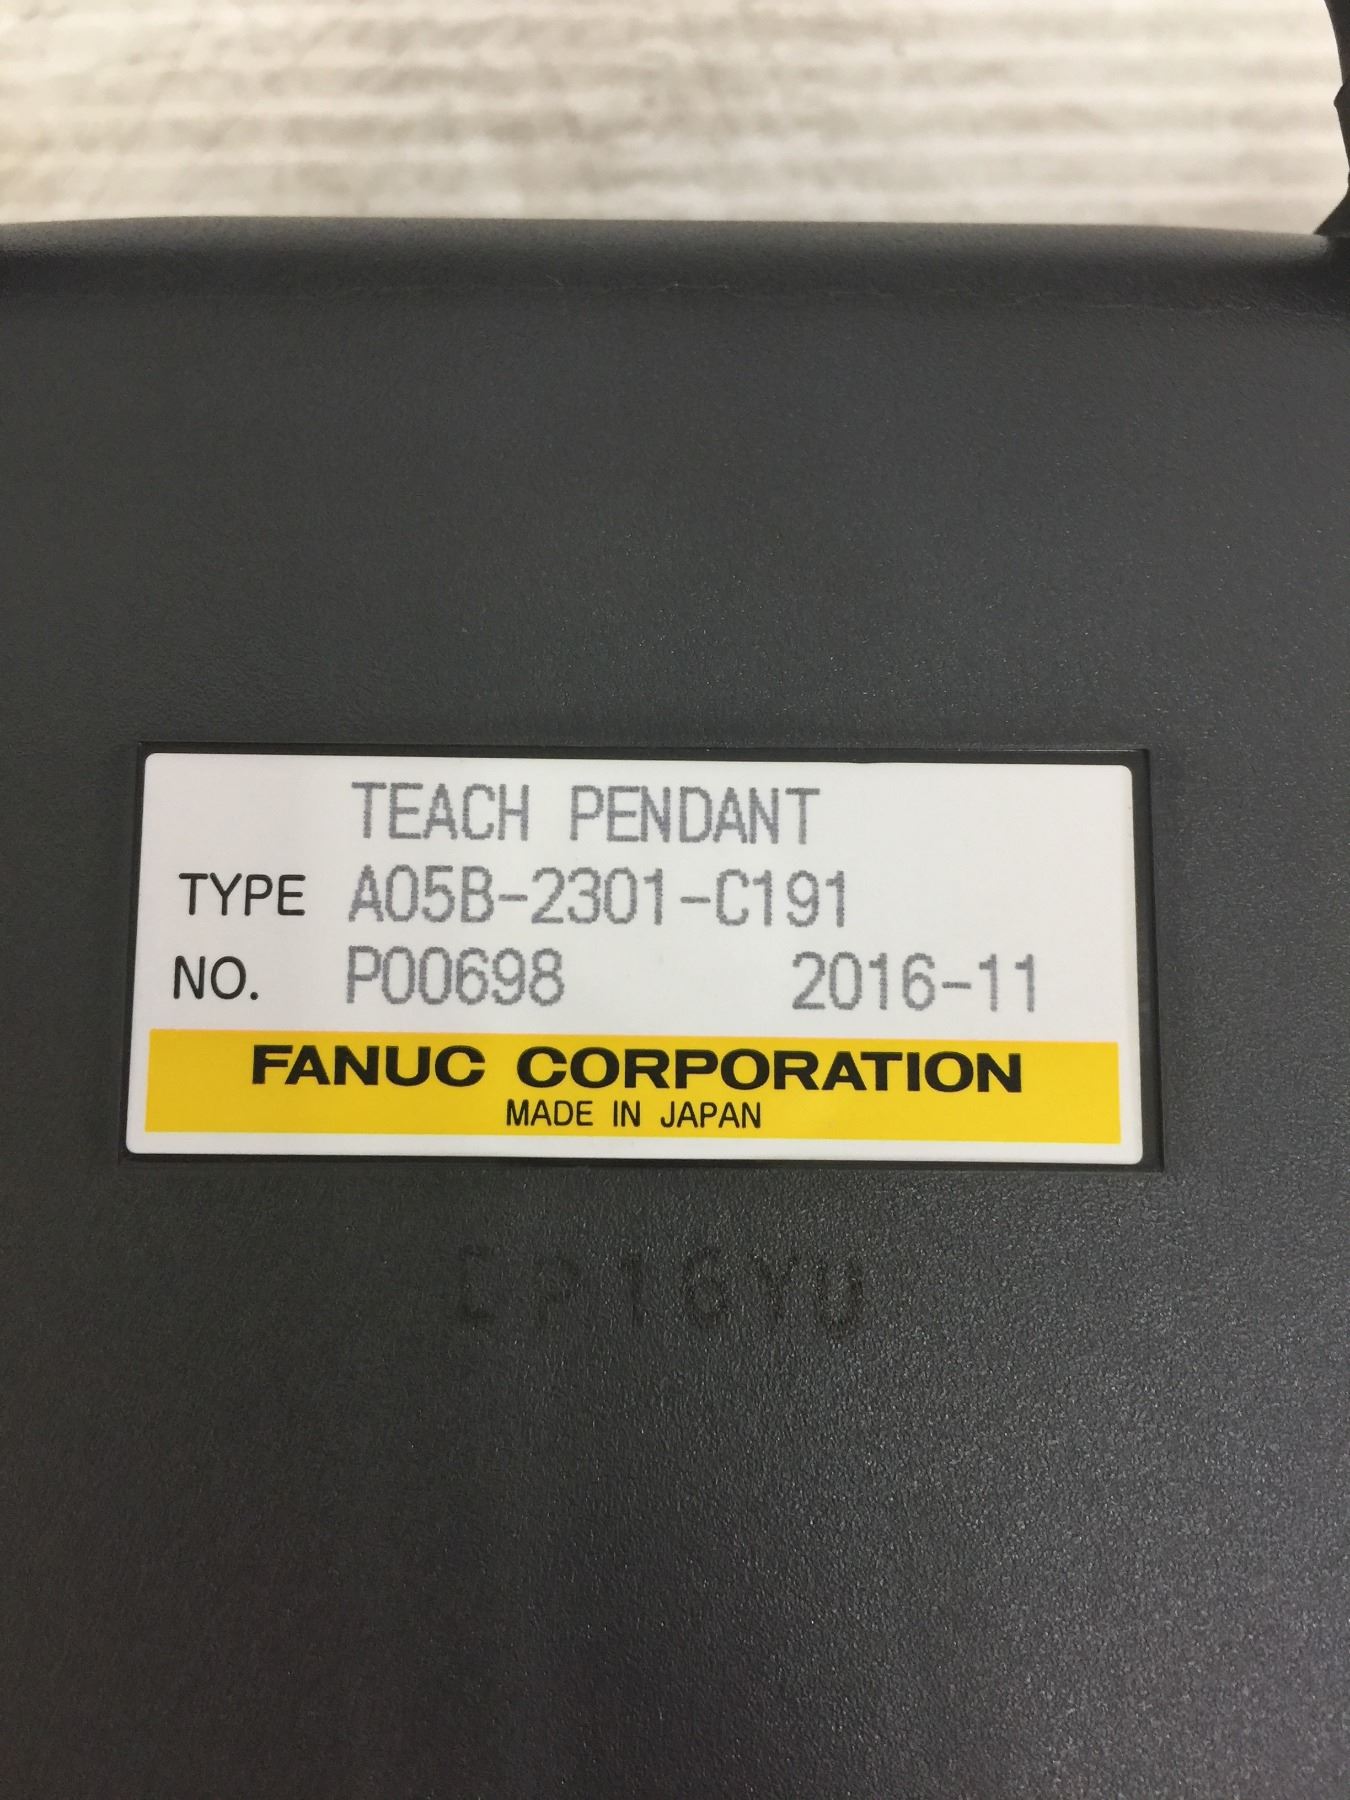 TEACH PENDANT
TYPE A05B-2301-C191
NO. P00698 2016-11
FANUC CORPORATION
MADE IN JAPAN